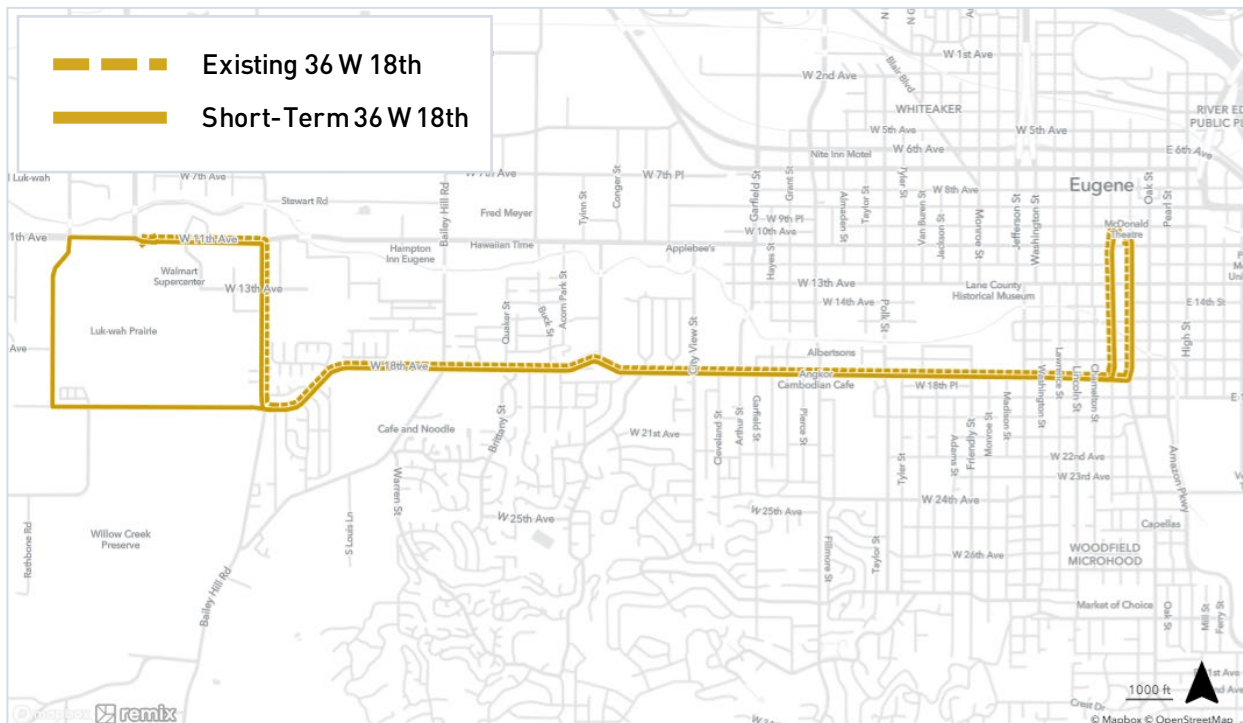 Existing 36 W 18th
Short-Term 36 W 18th
W 1st Ave
W 2nd Ave
Blair Blvd
WHITEAKER
RIVER ED
PUBLIC PL
W 5th Ave
W 5th Ave
W 6th Ave
E 6th Ave
Nite Inn Motel
l Luk-wah
W 7th Ave
W 7th Pl
Garfield St
Grant St
Tyler St
W 8th Ave
Eugene
Oak St
Pearl St
Stewart Rd
Bailey Hill Rd
Fred Meyer
Tyinn St
Conger St
W 9th Pl
W 10th Ave
Almaden St
Taylor St
Van Buren St
Jackson St
Monroe St
Jefferson St
Washington St
McDonald
Theatre
1th Ave
W 11th Ave
Hampton
Inn Eugene
Hawaiian Time
Applebee's
Hayes St
Walmart
Supercenter
W 13th Ave
W 13th Ave
Lane County
Historical Museum
W 14th Ave
Polk St
E 14th St
Luk-wah Prairie
Quaker St
Buck St
Acorn Park St
City View St
High St
Ave
Albertsons
W 18th Ave
Angkor
Cambodian Cafe
W 18th Pl
Washington St
Lawrence St
Lincoln St
Charnelton St
Cafe and Noodle
Brittany St
W 21st Ave
Cleveland St
Arthur St
Garfield St
Pierce St
Tyler St
Adams St
Friendly St
Monroe St
Madison St
W 22nd Ave
W 23rd Ave
Amazon Pkwy
Warren St
W 24th Ave
W 25th Ave
W 25th Ave
Capellas
Rathbone Rd
Willow Creek
Preserve
S Louis Ln
Fillmore St
Taylor St
W 26th Ave
WOODFIELD
MICROHOOD
Bailey Hill Rd
Market of Choice
Oak St
Mill St
Ferry St
1000 ft
Crest Dr
mapbox remix
© Mapbox © OpenStreetMap